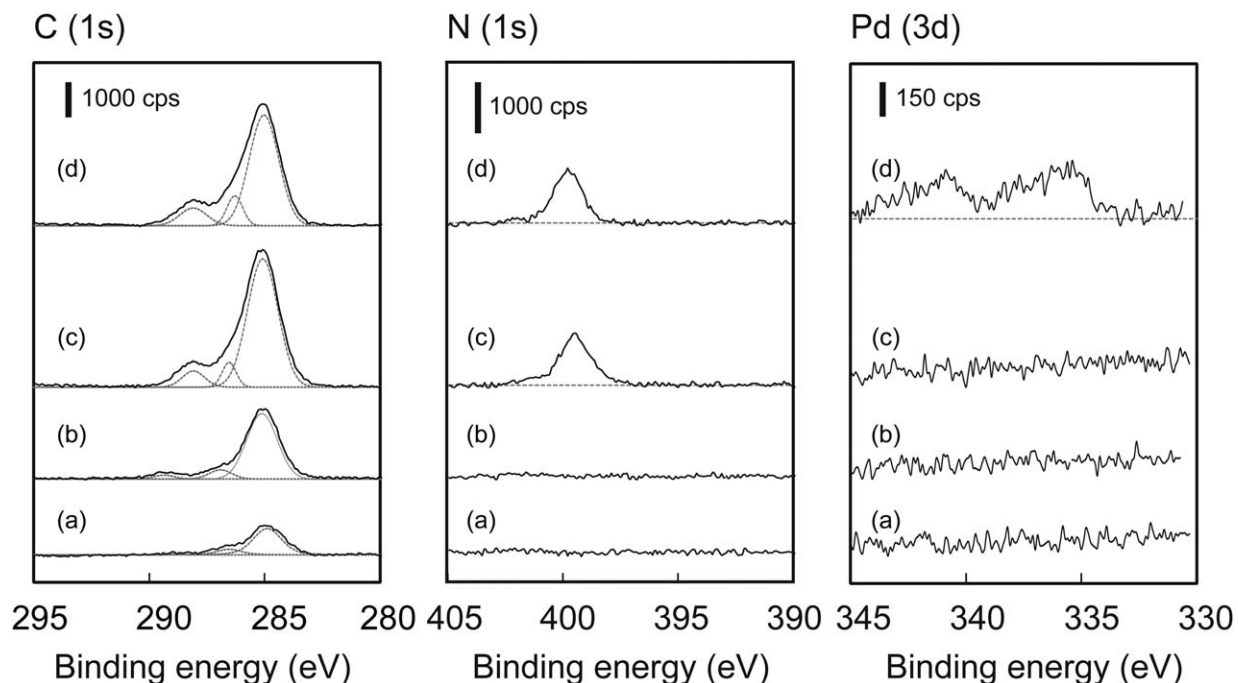 C (1s)
1000 cps
(d)
(c)
(b)
(a)
295 290 285 280
Binding energy (eV)
N (1s)
1000 cps
(d)
(c)
(b)
(a)
405 400 395 390
Binding energy (eV)
Pd (3d)
150 cps
(d)
(c)
(b)
(a)
345 340 335 330
Binding energy (eV)